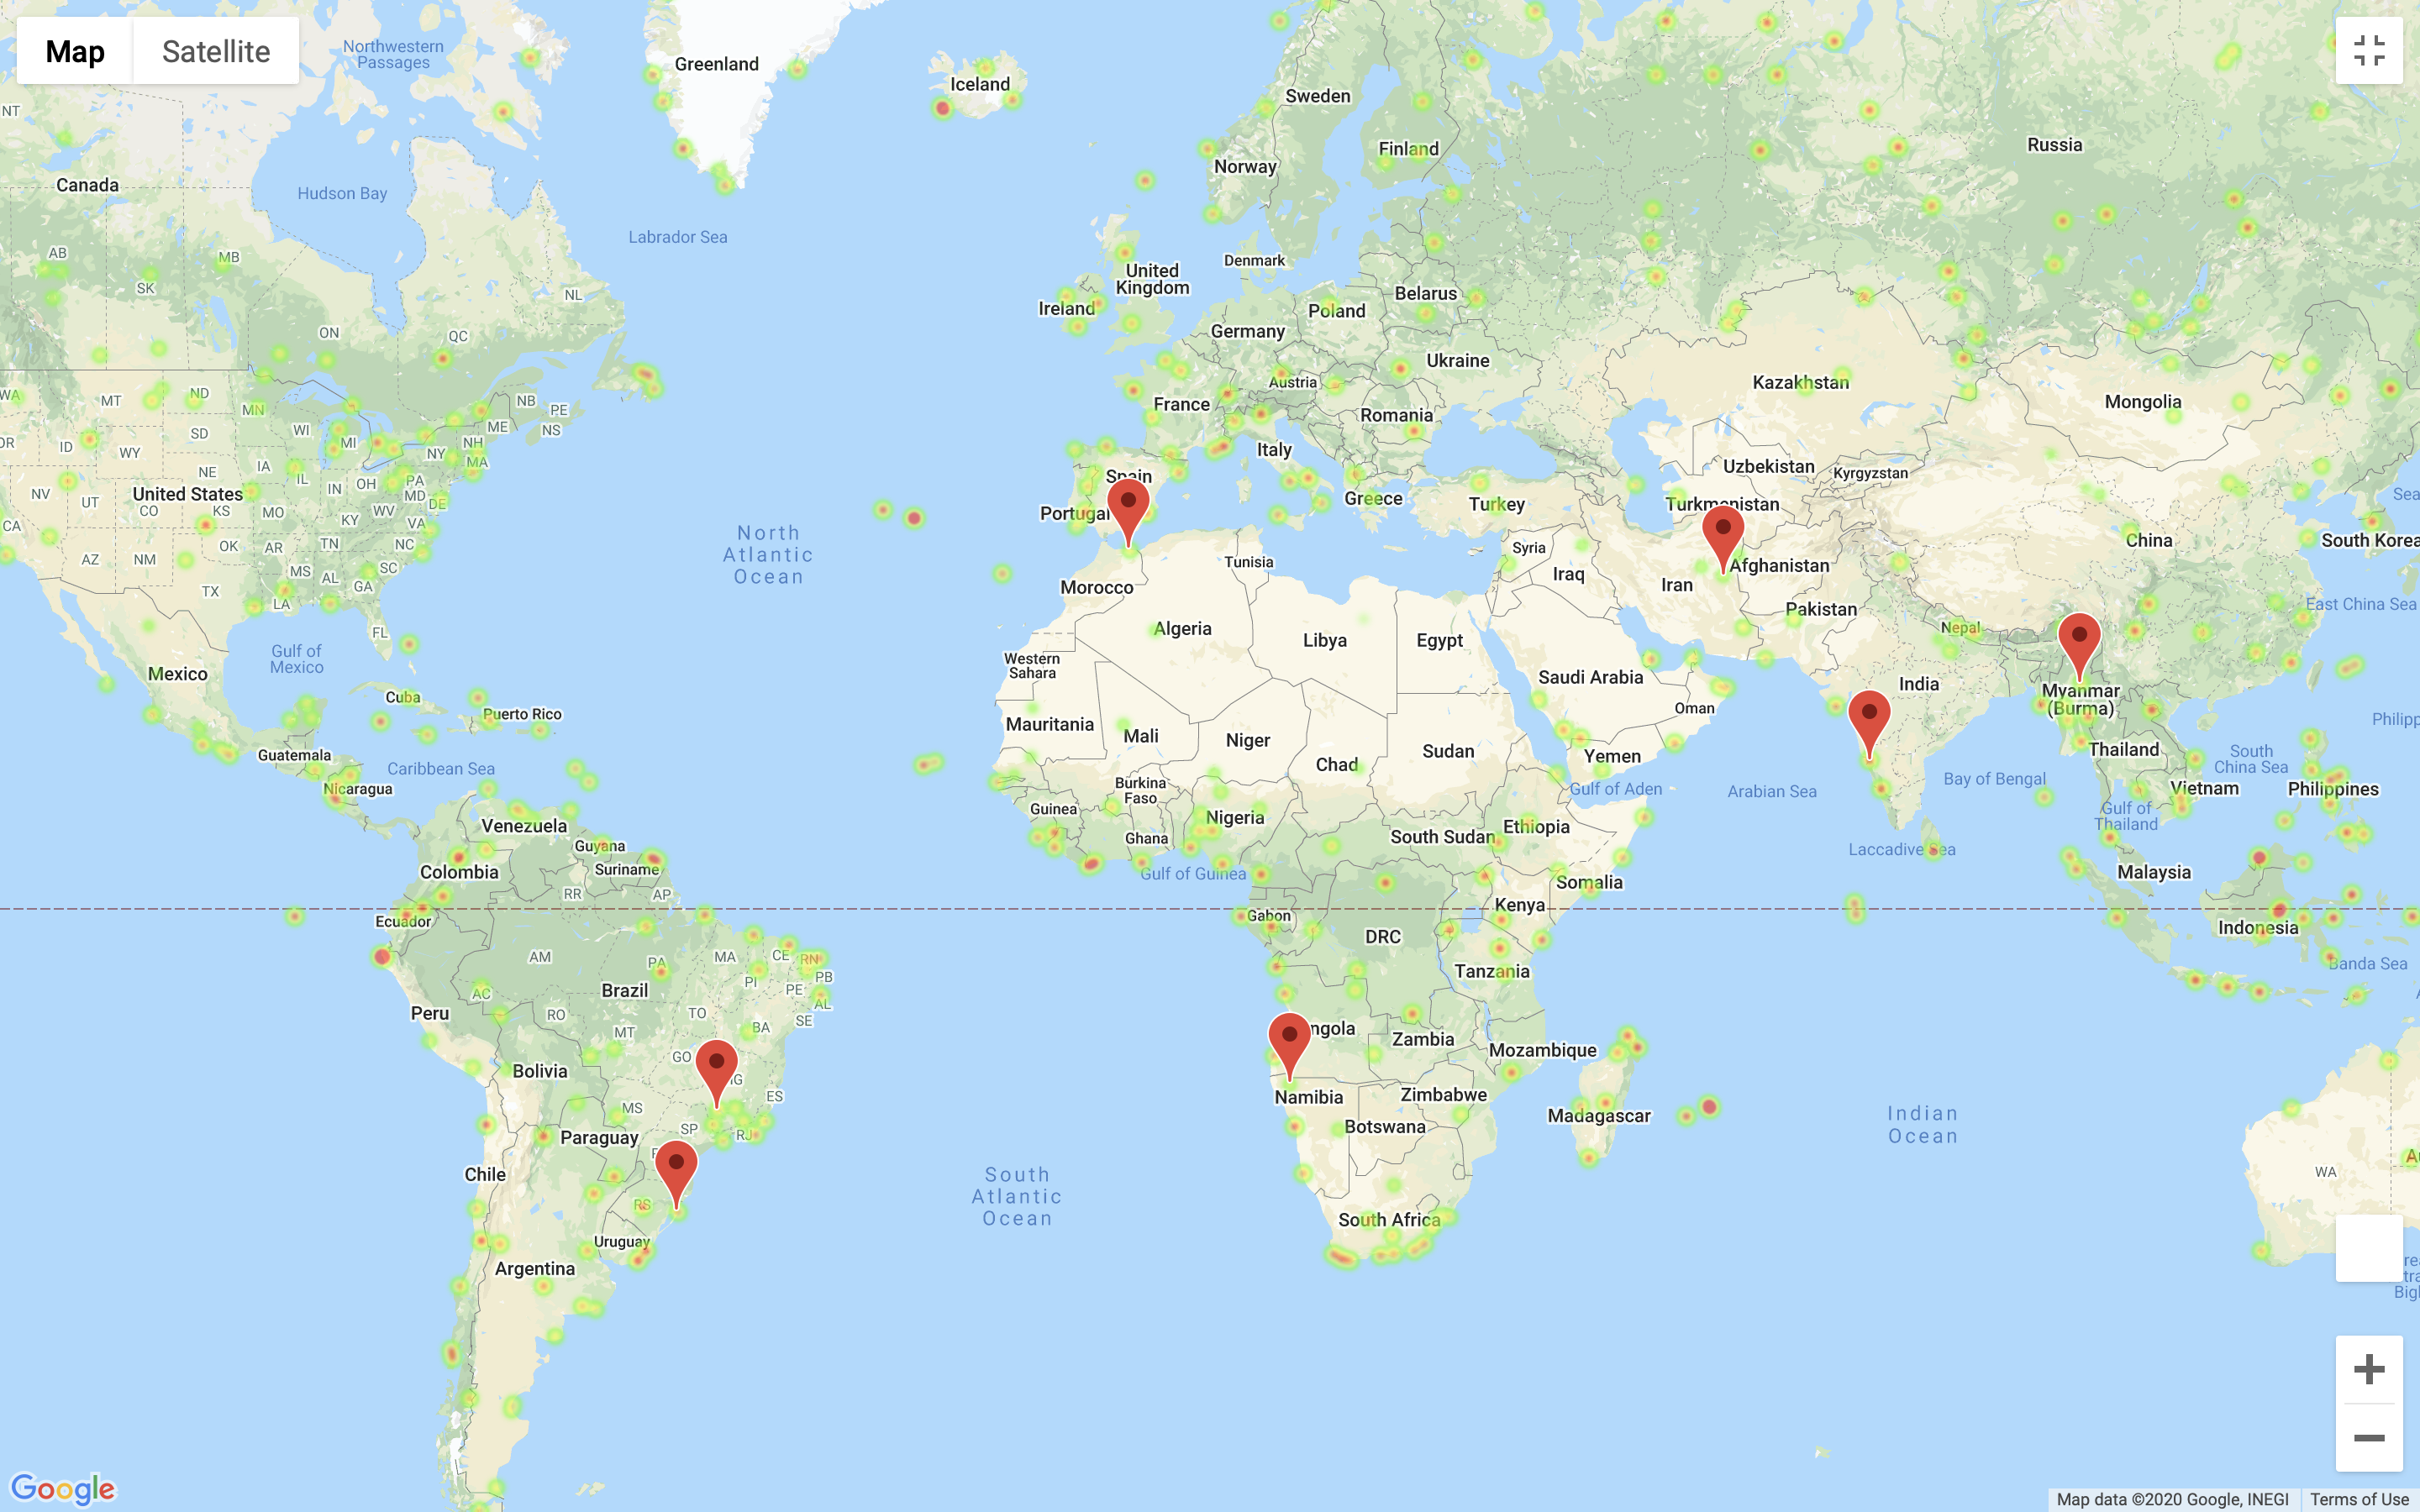 Map
Satellite
Northwestern
Passages
Greenland
Iceland
Sweden
Finland
Norway
Russia
NT
Canada
Hudson Bay
Labrador Sea
Denmark
United
Kingdom
Ireland
Belarus
Poland
Germany
AB
SK
MB
ON
QC
NL
Ukraine
Austria
France
Romania
Italy
Kazakhstan
Mongolia
WA
MT
ND
MN
NB
PE
NS
ME
OR
ID
WY
SD
WI
MI
NH
NY
MA
NE
IA
IL
IN
OH
PA
MD
DE
NV
UT
United States
CO
KS
MO
KY
WV
VA
CA
AZ
NM
OK
AR
TN
NC
SC
MS
AL
GA
TX
LA
FL
Spain
Portugal
Greece
Turkey
Uzbekistan
Kyrgyzstan
Turkmenistan
Syria
Iraq
Iran
Afghanistan
Pakistan
China
South Korea
East China Sea
North
Atlantic
Ocean
Morocco
Tunisia
Algeria
Libya
Egypt
Western
Sahara
Saudi Arabia
Oman
Nepal
India
Myanmar
(Burma)
Gulf of
Mexico
Mexico
Cuba
Puerto Rico
Guatemala
Caribbean Sea
Nicaragua
Mauritania
Mali
Niger
Chad
Sudan
Yemen
Burkina
Faso
Guinea
Nigeria
Ghana
Gulf of Guinea
South Sudan
Ethiopia
Gulf of Aden
Arabian Sea
Bay of Bengal
Thailand
South
China Sea
Vietnam
Philippines
Gulf of
Thailand
Laccadive Sea
Malaysia
Venezuela
Guyana
Suriname
Colombia
RR
AP
Ecuador
Somalia
Kenya
Gabon
DRC
Tanzania
Indonesia
Banda Sea
AM
PA
MA
CE
RN
PB
PI
PE
AL
SE
Brazil
AC
RO
TO
BA
MT
Peru
GO
Bolivia
ES
MS
SP
RJ
Paraguay
Chile
RS
Uruguay
Argentina
Zambia
Mozambique
Namibia
Zimbabwe
Botswana
Madagascar
South Africa
South
Atlantic
Ocean
Indian
Ocean
WA
Google
Map data ©2020 Google, INEGI
Terms of Use